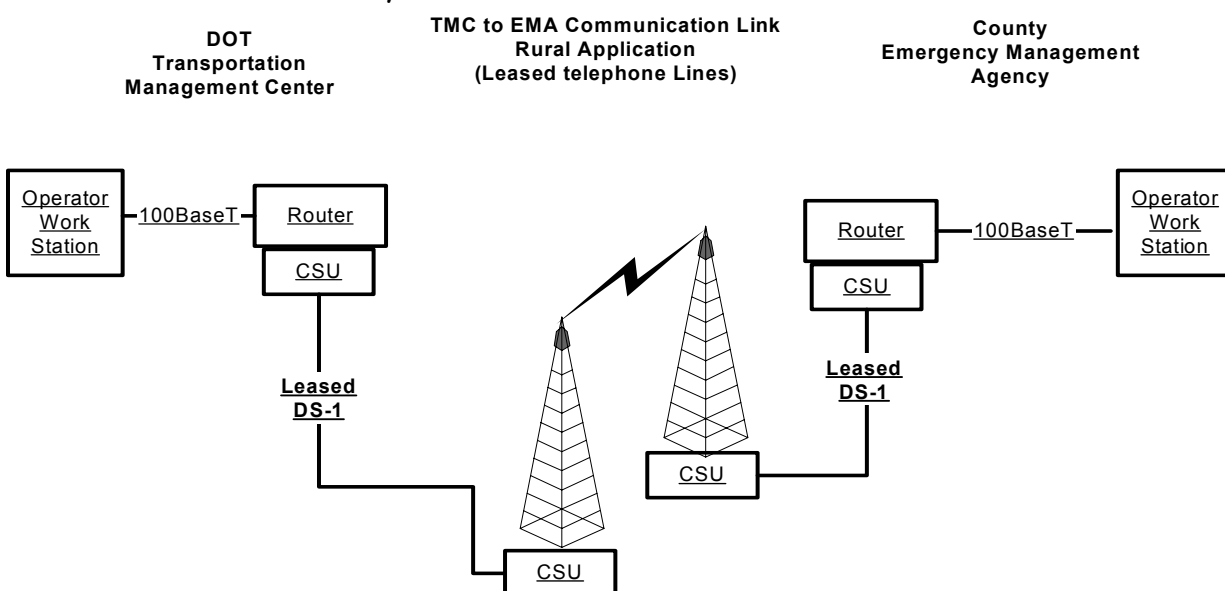 DOT
Transportation
Management Center
TMC to EMA Communication Link
Rural Application
(Leased telephone Lines)
County
Emergency Management
Agency
Operator
Work
Station
100BaseT
Router
CSU
Leased
DS-1
CSU
Router
CSU
100BaseT
Operator
Work
Station
Leased
DS-1
CSU